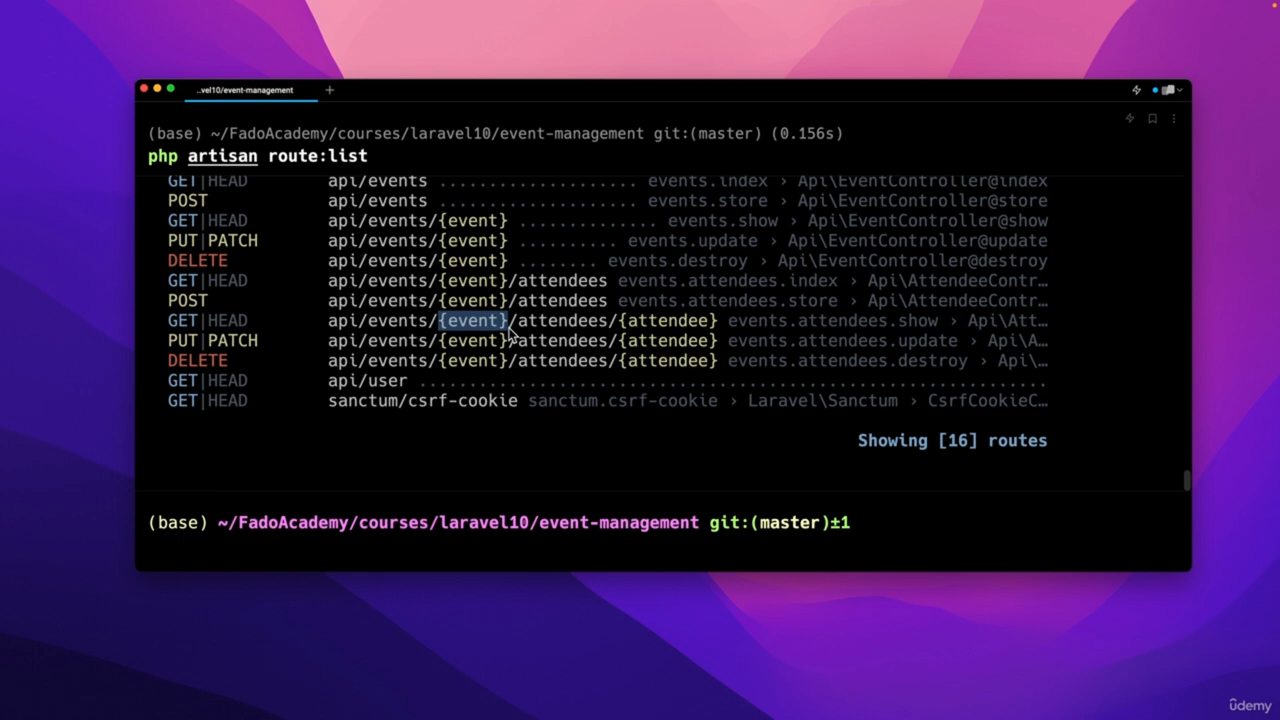 ..vel10/event-management
(base) ~/FadoAcademy/courses/laravel10/event-management git:(master) (0.156s)
php artisan route:list
GET|HEAD api/events .................... events.index › Api\EventController@index
POST api/events .................... events.store › Api\EventController@store
GET|HEAD api/events/{event} .............. events.show › Api\EventController@show
PUT|PATCH api/events/{event} .......... events.update › Api\EventController@update
DELETE api/events/{event} ........ events.destroy › Api\EventController@destroy
GET|HEAD api/events/{event}/attendees events.attendees.index › Api\AttendeeContr…
POST api/events/{event}/attendees events.attendees.store › Api\AttendeeContr…
GET|HEAD api/events/{event}/attendees/{attendee} events.attendees.show › Api\Att…
PUT|PATCH api/events/{event}/attendees/{attendee} events.attendees.update › Api\A…
DELETE api/events/{event}/attendees/{attendee} events.attendees.destroy › Api\…
GET|HEAD api/user ...............................................................
GET|HEAD sanctum/csrf-cookie sanctum.csrf-cookie › Laravel\Sanctum › CsrfCookieC…
Showing [16] routes
(base) ~/FadoAcademy/courses/laravel10/event-management git:(master)±1
ûdemy